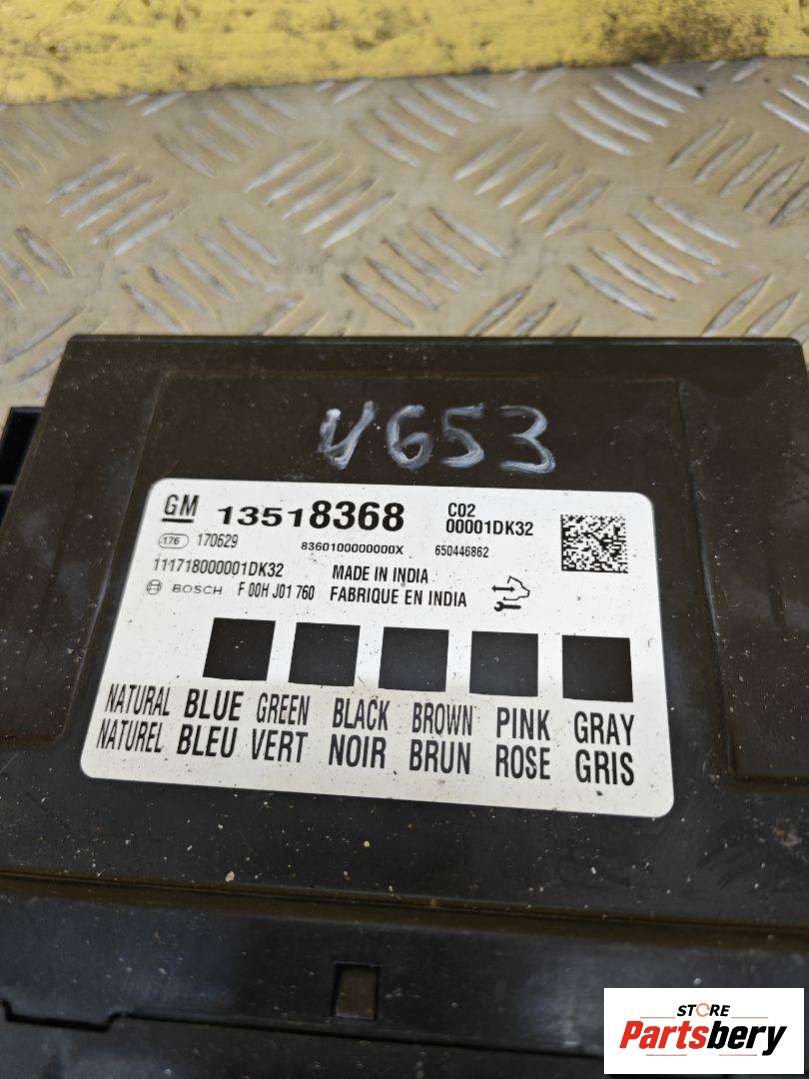 V653
GM 13518368 C02
00001DK32
176 170629 8360100000000X 650446862
111718000001DK32 MADE IN INDIA
BOSCH F 00H J01 760 FABRIQUE EN INDIA
NATURAL BLUE GREEN BLACK BROWN PINK GRAY
NATUREL BLEU VERT NOIR BRUN ROSE GRIS
STORE
Partsbery